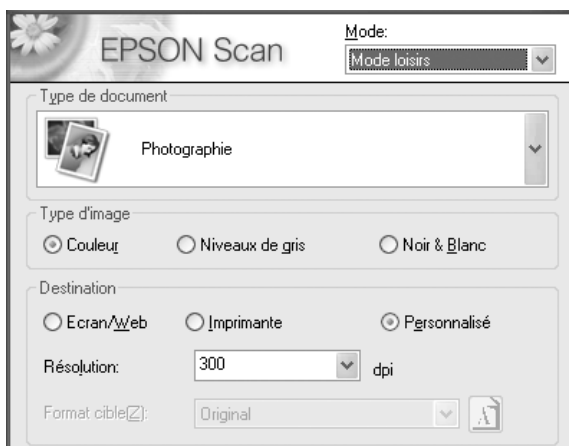 EPSON Scan
Mode:
Mode loisirs
Type de document
Photographie
Type d'image
Couleur Niveaux de gris Noir & Blanc
Destination
Ecran/Web Imprimante Personnalisé
Résolution: 300 dpi
Format cible(Z): Original